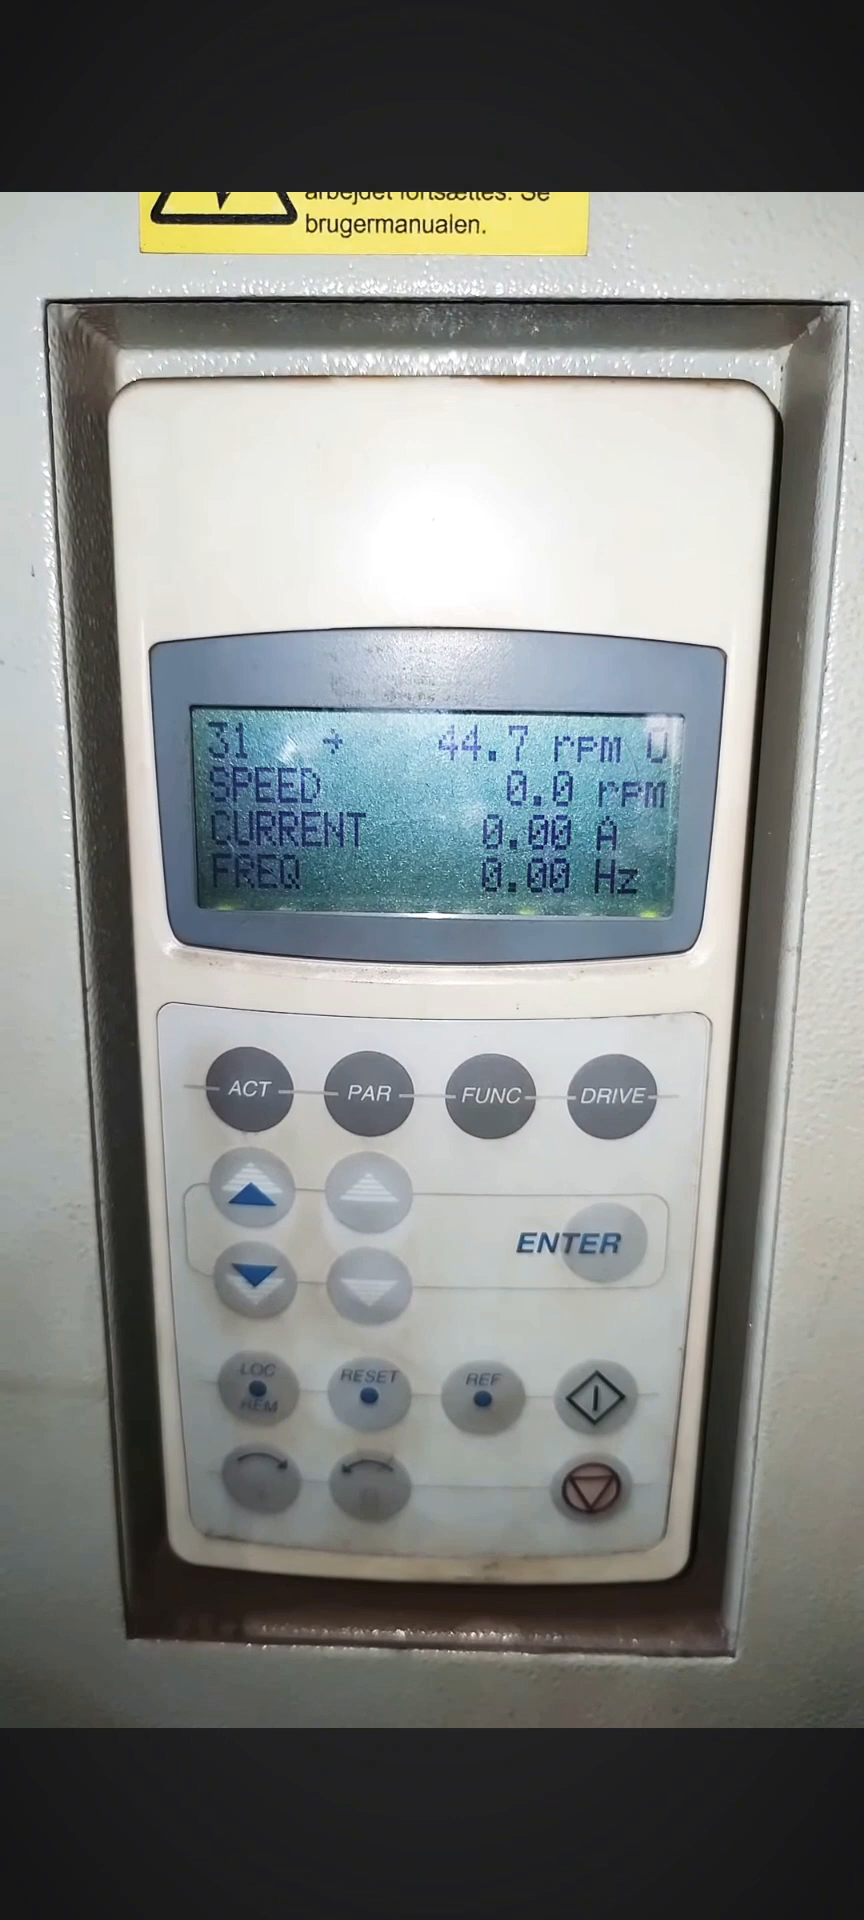 brugermanualen.
31 → 44.7 rpm
SPEED 0.0 rpm
CURRENT 0.00 A
FREQ 0.00 Hz
ACT PAR FUNC DRIVE
ENTER
LOC RESET REF
REM